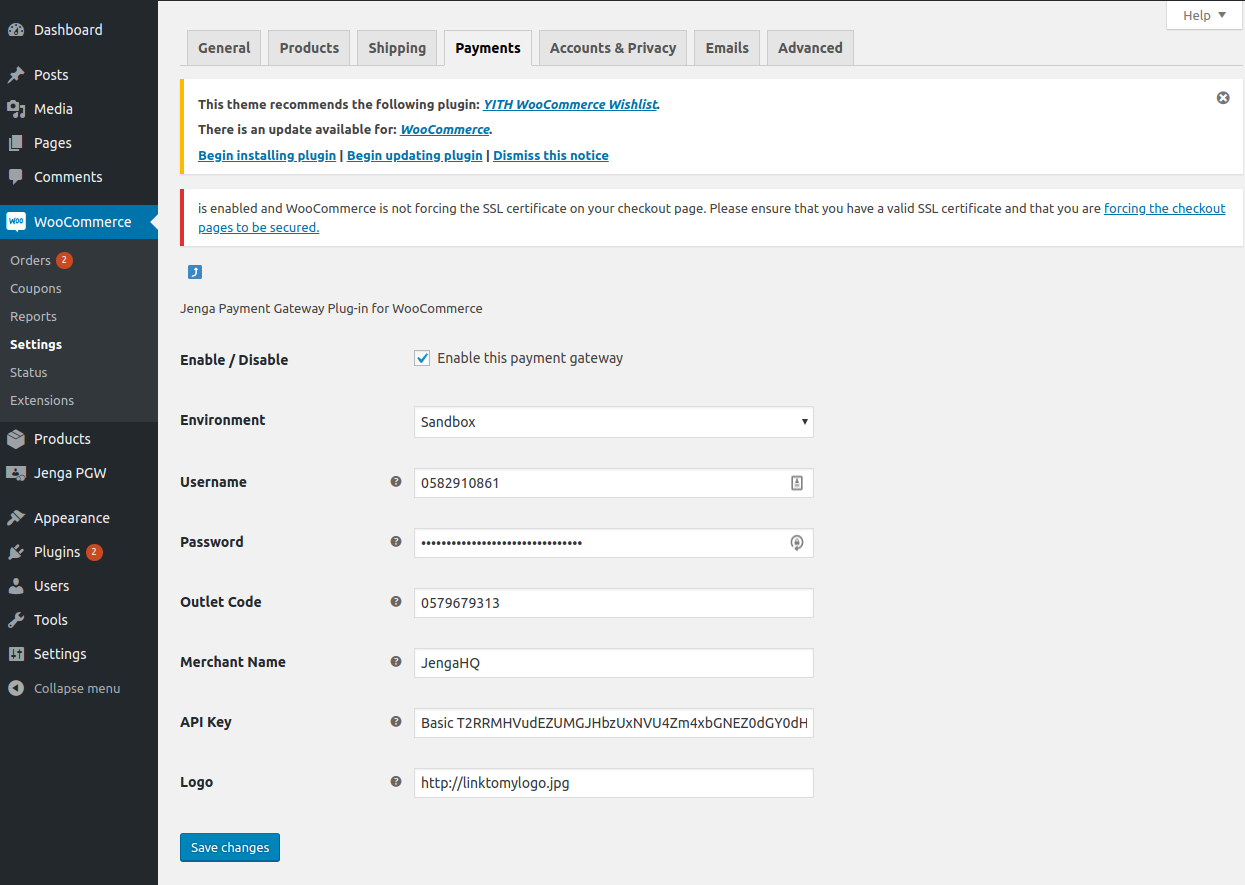 Help
Dashboard
Posts
Media
Pages
Comments
woo WooCommerce
Orders 2
Coupons
Reports
Settings
Status
Extensions
Products
Jenga PGW
Appearance
Plugins 2
Users
Tools
Settings
Collapse menu
General Products Shipping Payments Accounts & Privacy Emails Advanced
This theme recommends the following plugin: YITH WooCommerce Wishlist.
There is an update available for: WooCommerce.
Begin installing plugin | Begin updating plugin | Dismiss this notice
is enabled and WooCommerce is not forcing the SSL certificate on your checkout page. Please ensure that you have a valid SSL certificate and that you are forcing the checkout
pages to be secured.
Jenga Payment Gateway Plug-in for WooCommerce
Enable / Disable Enable this payment gateway
Environment Sandbox
Username 0582910861
Password ••••••••••••••••••••••••••••••••
Outlet Code 0579679313
Merchant Name JengaHQ
API Key Basic T2RRMHVudEZUMGJHbzUxNVU4Zm4xbGNEZ0dGY0dH
Logo http://linktomylogo.jpg
Save changes